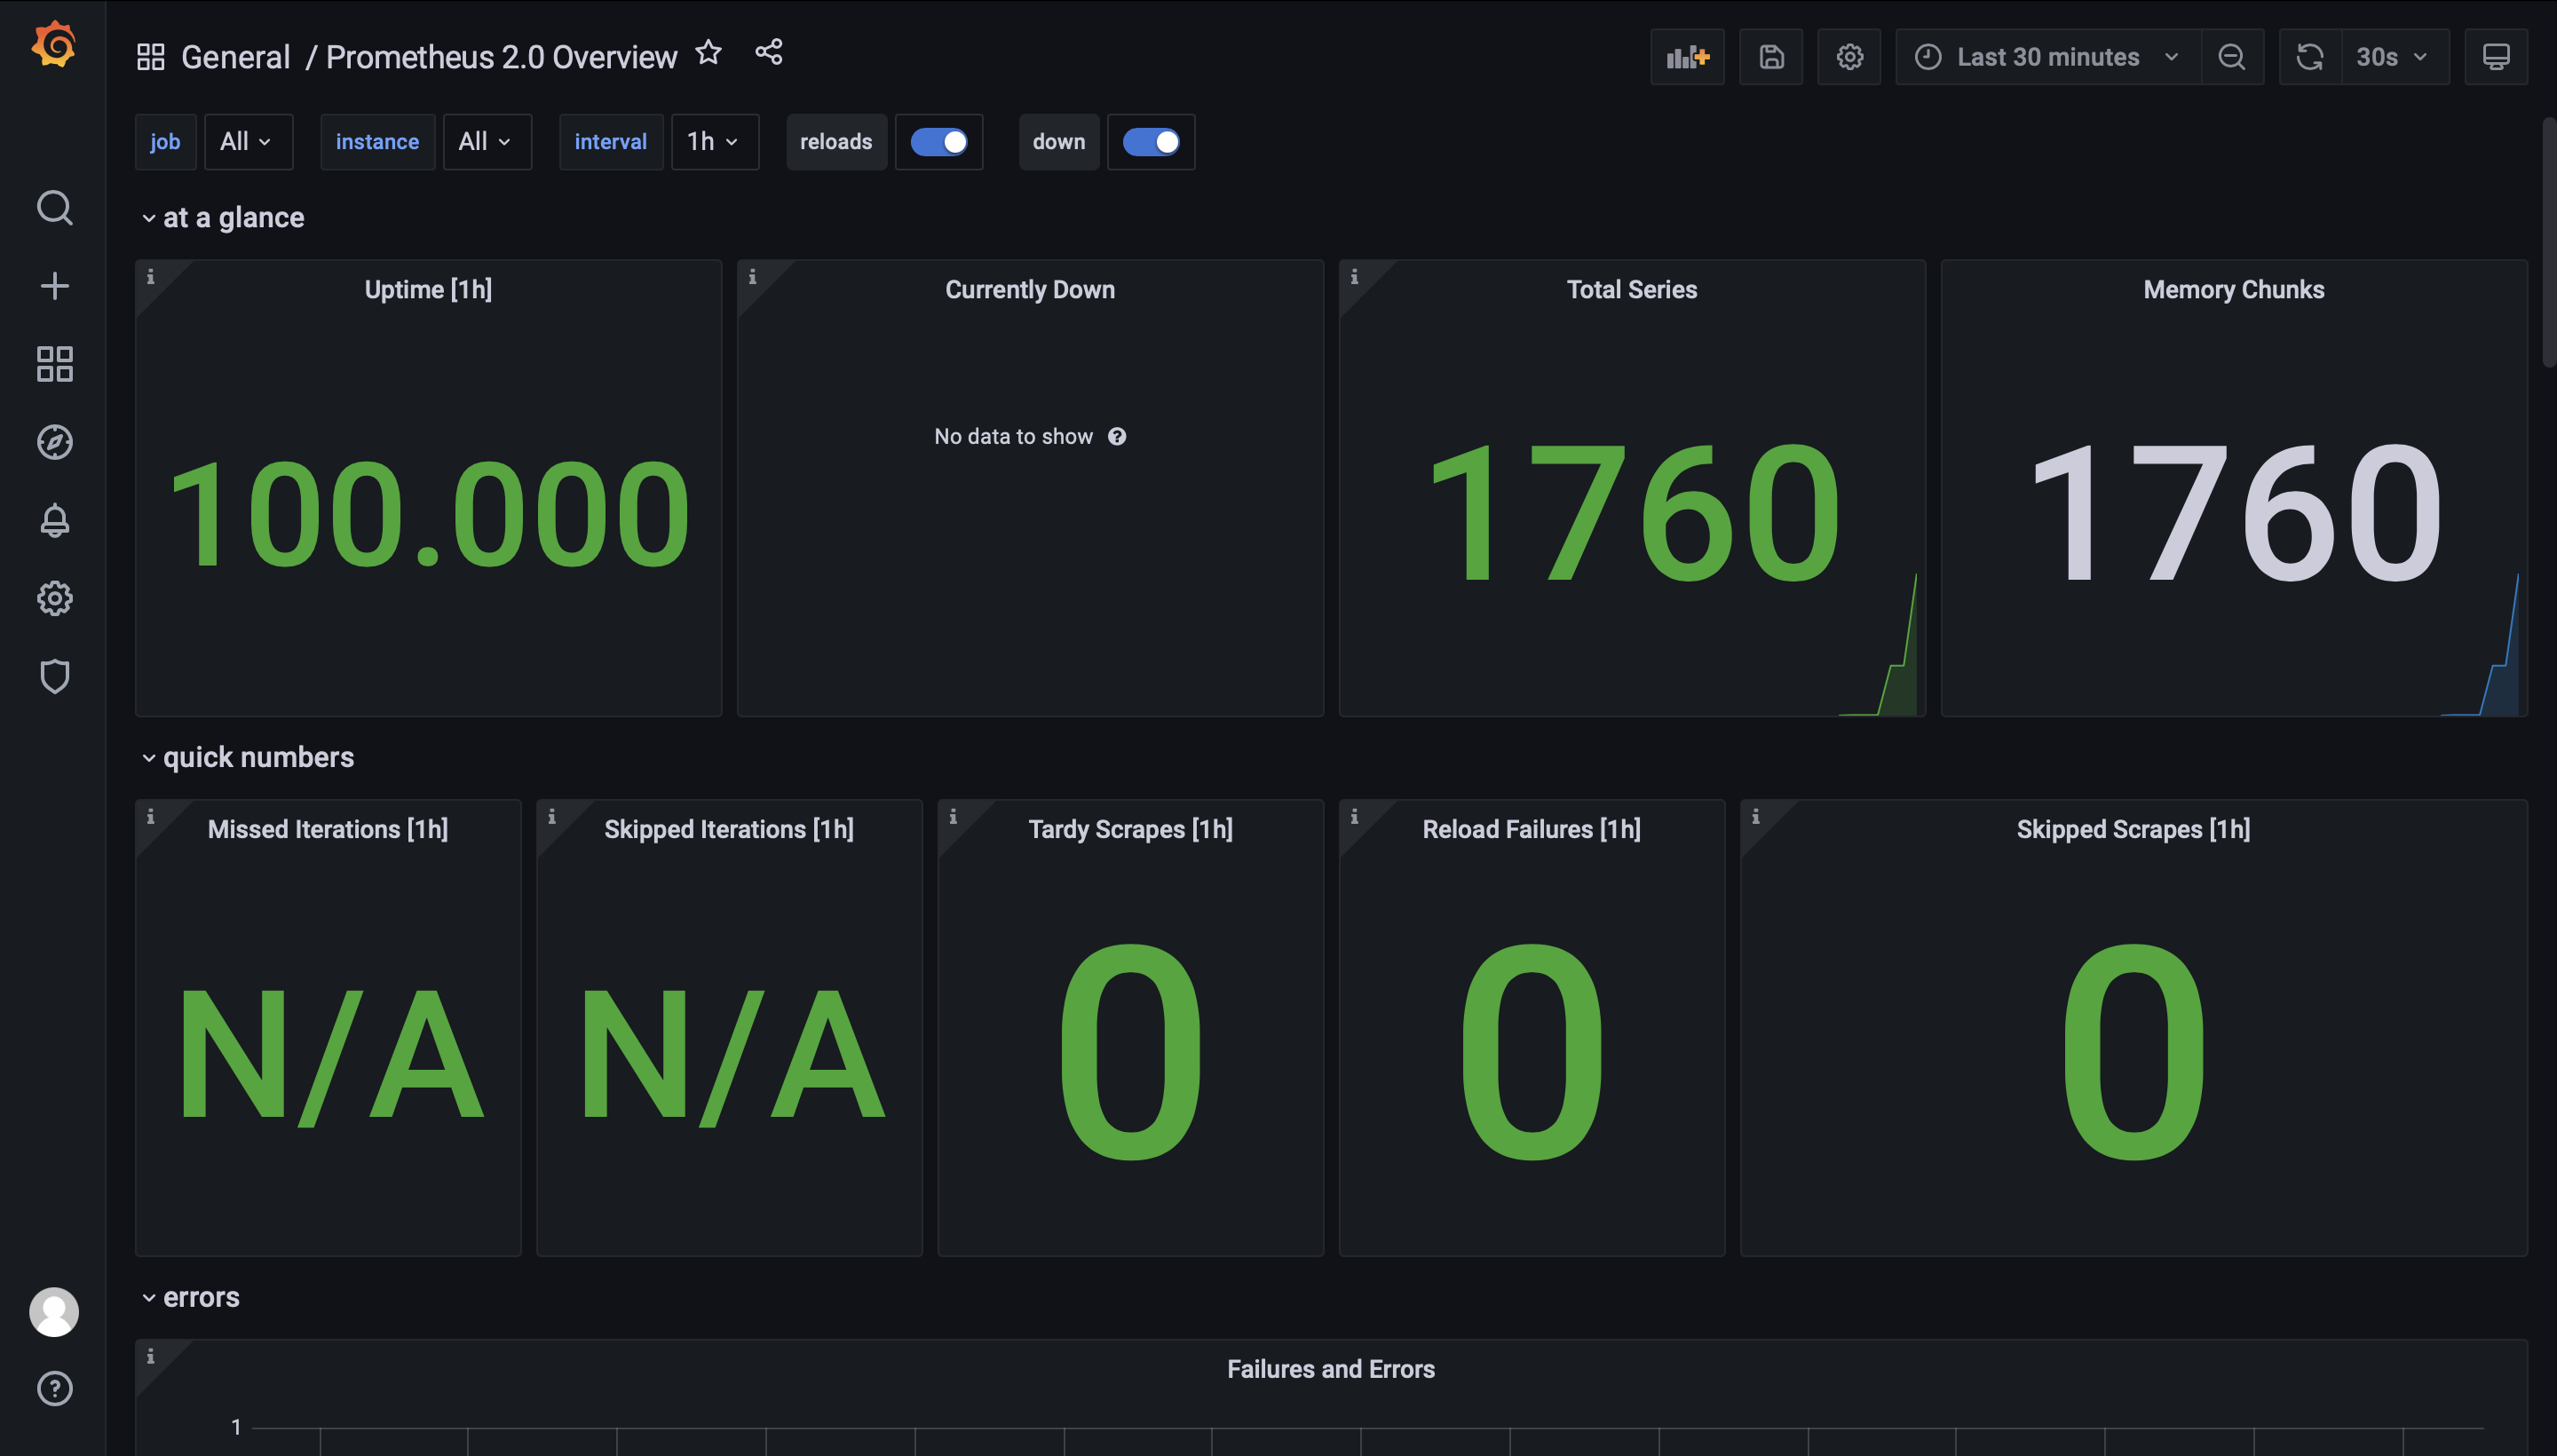 General / Prometheus 2.0 Overview
Last 30 minutes
30s
job All instance All interval 1h reloads down
at a glance
Uptime [1h]
100.000
Currently Down
No data to show
Total Series
1760
Memory Chunks
1760
quick numbers
Missed Iterations [1h]
N/A
Skipped Iterations [1h]
N/A
Tardy Scrapes [1h]
0
Reload Failures [1h]
0
Skipped Scrapes [1h]
0
errors
Failures and Errors
1